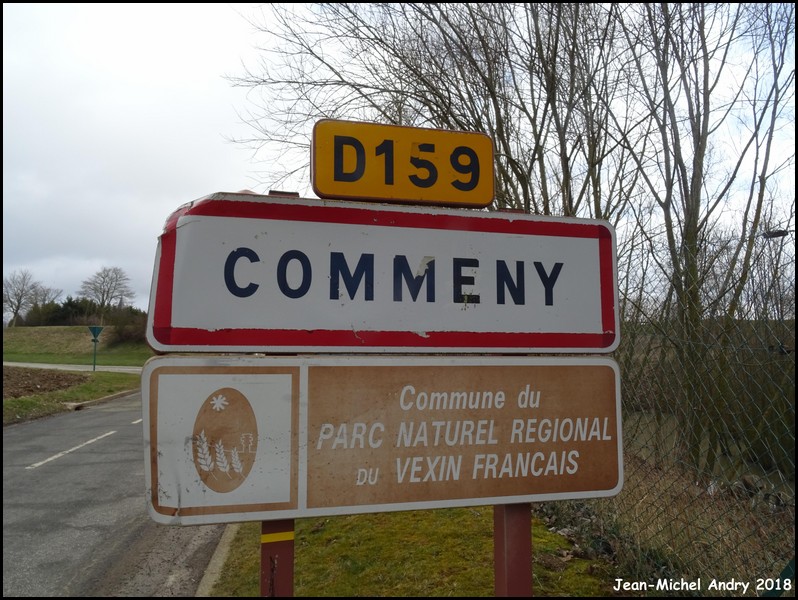 D159
COMMENY
Commune du
PARC NATUREL REGIONAL
DU VEXIN FRANCAIS
Jean-Michel Andry 2018